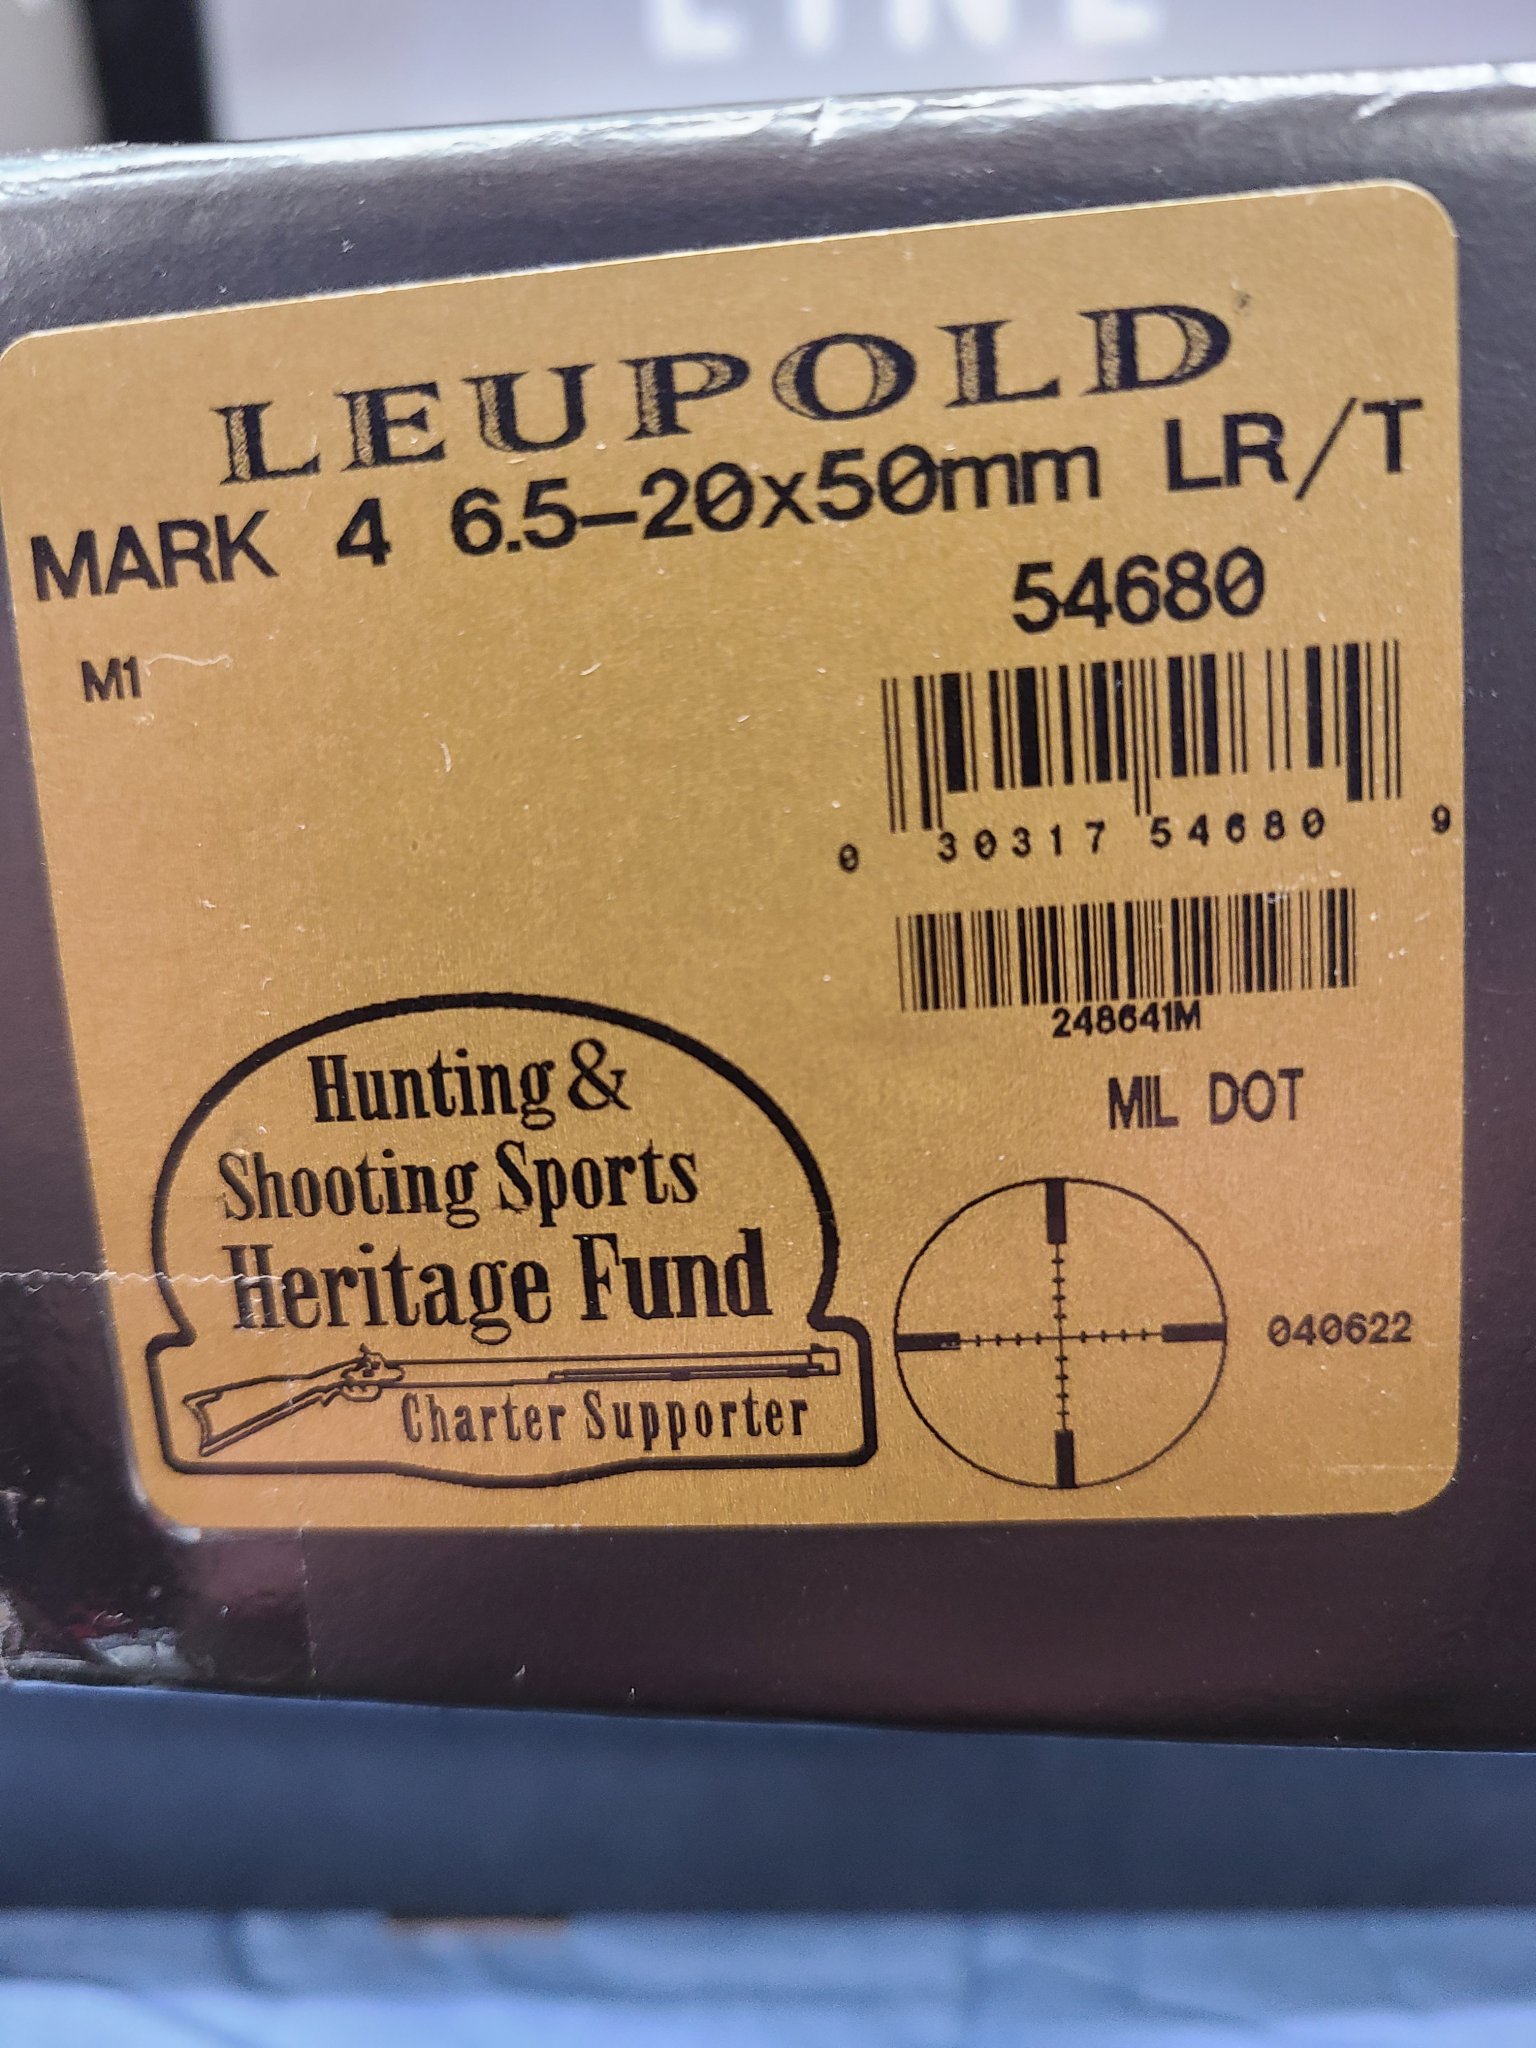 LINE
LEUPOLD
MARK 4 6.5-20x50mm LR/T
54680
M1
0 30317 54680 9
248641M
MIL DOT
Hunting &
Shooting Sports
Heritage Fund
Charter Supporter
040622